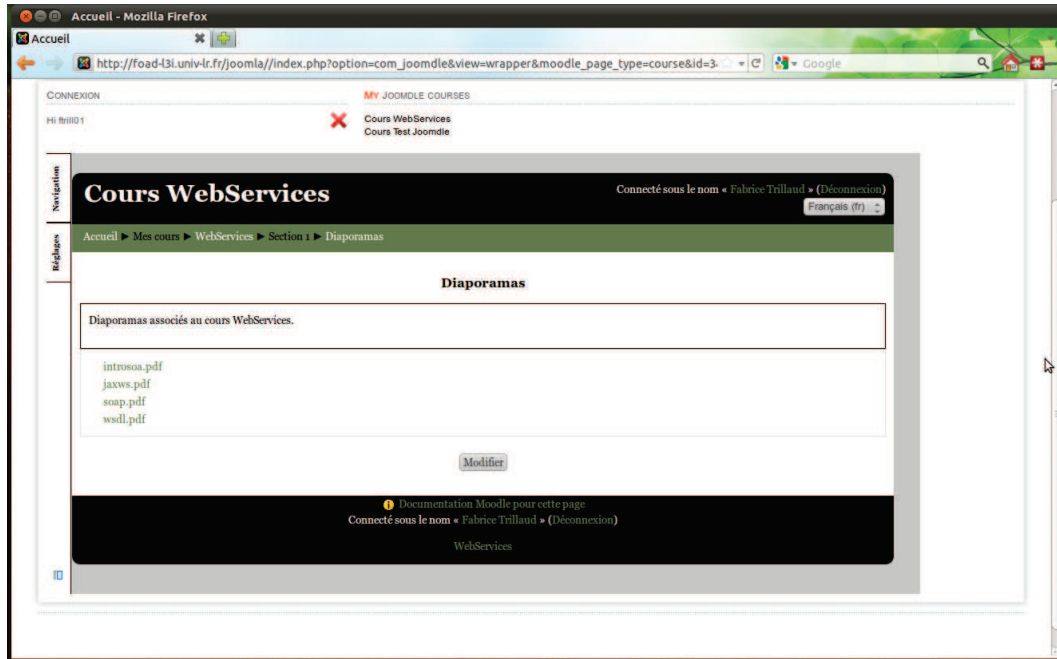 Accueil - Mozilla Firefox
Accueil
http://foad-l3i.univ-lr.fr/joomla//index.php?option=com_joomdle&view=wrapper&moodle_page_type=course&id=3
Google
CONNEXION
MY JOOMDLE COURSES
Hi ftrill01
Cours WebServices
Cours Test Joomdle
Navigation
Réglages
Cours WebServices
Connecté sous le nom « Fabrice Trillaud » (Déconnexion)
Français (fr)
Accueil ► Mes cours ► WebServices ► Section 1 ► Diaporamas
Diaporamas
Diaporamas associés au cours WebServices.
introsoa.pdf
jaxws.pdf
soap.pdf
wsdl.pdf
Modifier
Documentation Moodle pour cette page
Connecté sous le nom « Fabrice Trillaud » (Déconnexion)
WebServices